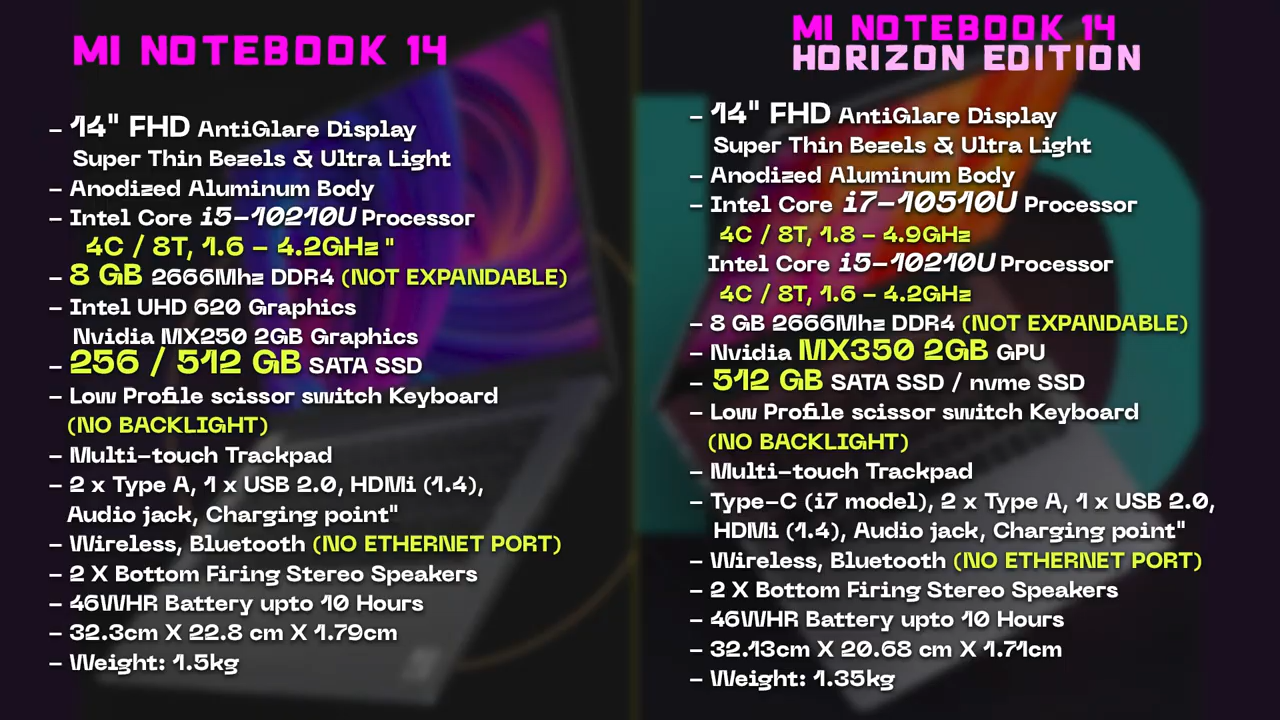 MI NOTEBOOK 14
- 14" FHD AntiGlare Display
Super Thin Bezels & Ultra Light
- Anodized Aluminum Body
- Intel Core i5-10210U Processor
4C / 8T, 1.6 - 4.2GHz "
- 8 GB 2666Mhz DDR4 (NOT EXPANDABLE)
- Intel UHD 620 Graphics
Nvidia MX250 2GB Graphics
- 256 / 512 GB SATA SSD
- Low Profile scissor switch Keyboard
(NO BACKLIGHT)
- Multi-touch Trackpad
- 2 x Type A, 1 x USB 2.0, HDMi (1.4),
Audio jack, Charging point"
- Wireless, Bluetooth (NO ETHERNET PORT)
- 2 X Bottom Firing Stereo Speakers
- 46WHR Battery upto 10 Hours
- 32.3cm X 22.8 cm X 1.79cm
- Weight: 1.5kg
MI NOTEBOOK 14
HORIZON EDITION
- 14" FHD AntiGlare Display
Super Thin Bezels & Ultra Light
- Anodized Aluminum Body
- Intel Core i7-10510U Processor
4C / 8T, 1.8 - 4.9GHz
Intel Core i5-10210U Processor
4C / 8T, 1.6 - 4.2GHz
- 8 GB 2666Mhz DDR4 (NOT EXPANDABLE)
- Nvidia MX350 2GB GPU
- 512 GB SATA SSD / nvme SSD
- Low Profile scissor switch Keyboard
(NO BACKLIGHT)
- Multi-touch Trackpad
- Type-C (i7 model), 2 x Type A, 1 x USB 2.0,
HDMi (1.4), Audio jack, Charging point"
- Wireless, Bluetooth (NO ETHERNET PORT)
- 2 X Bottom Firing Stereo Speakers
- 46WHR Battery upto 10 Hours
- 32.13cm X 20.68 cm X 1.71cm
- Weight: 1.35kg